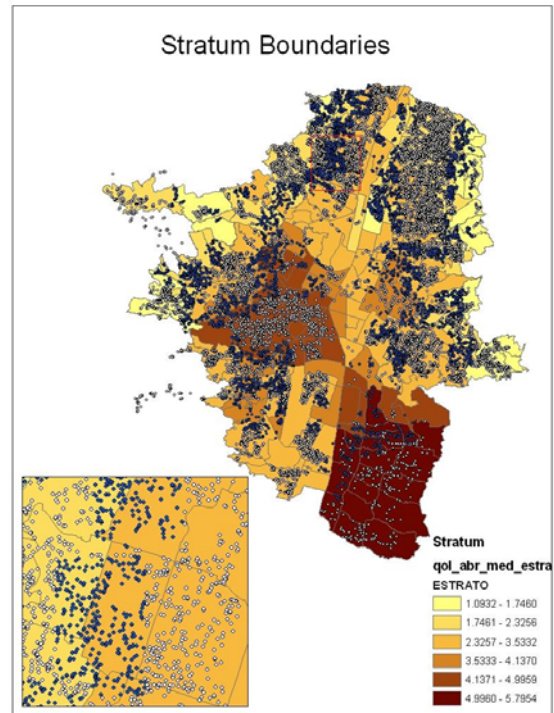 Stratum Boundaries
Stratum
qol_abr_med_estra
ESTRATO
1.0932 - 1.7460
1.7461 - 2.3256
2.3257 - 3.5332
3.5333 - 4.1370
4.1371 - 4.9959
4.9960 - 5.7954